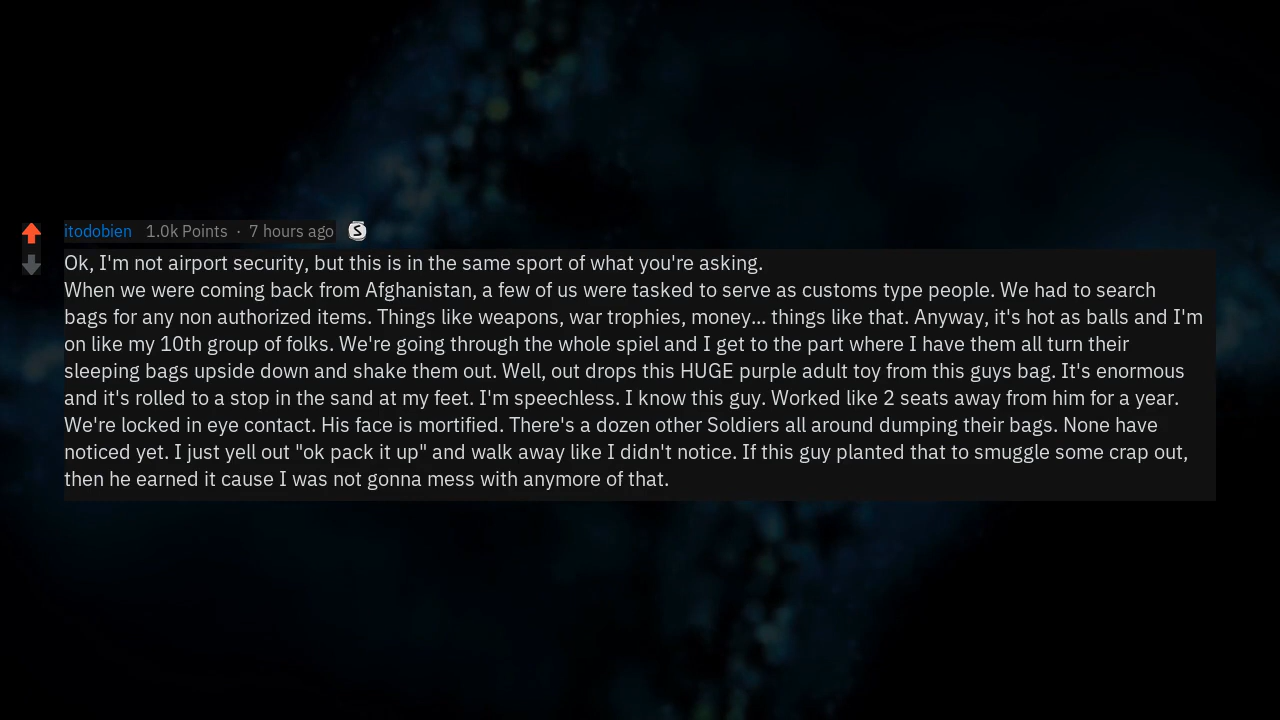 itodobien 1.0k Points · 7 hours ago
Ok, I'm not airport security, but this is in the same sport of what you're asking.
When we were coming back from Afghanistan, a few of us were tasked to serve as customs type people. We had to search
bags for any non authorized items. Things like weapons, war trophies, money... things like that. Anyway, it's hot as balls and I'm
on like my 10th group of folks. We're going through the whole spiel and I get to the part where I have them all turn their
sleeping bags upside down and shake them out. Well, out drops this HUGE purple adult toy from this guys bag. It's enormous
and it's rolled to a stop in the sand at my feet. I'm speechless. I know this guy. Worked like 2 seats away from him for a year.
We're locked in eye contact. His face is mortified. There's a dozen other Soldiers all around dumping their bags. None have
noticed yet. I just yell out "ok pack it up" and walk away like I didn't notice. If this guy planted that to smuggle some crap out,
then he earned it cause I was not gonna mess with anymore of that.